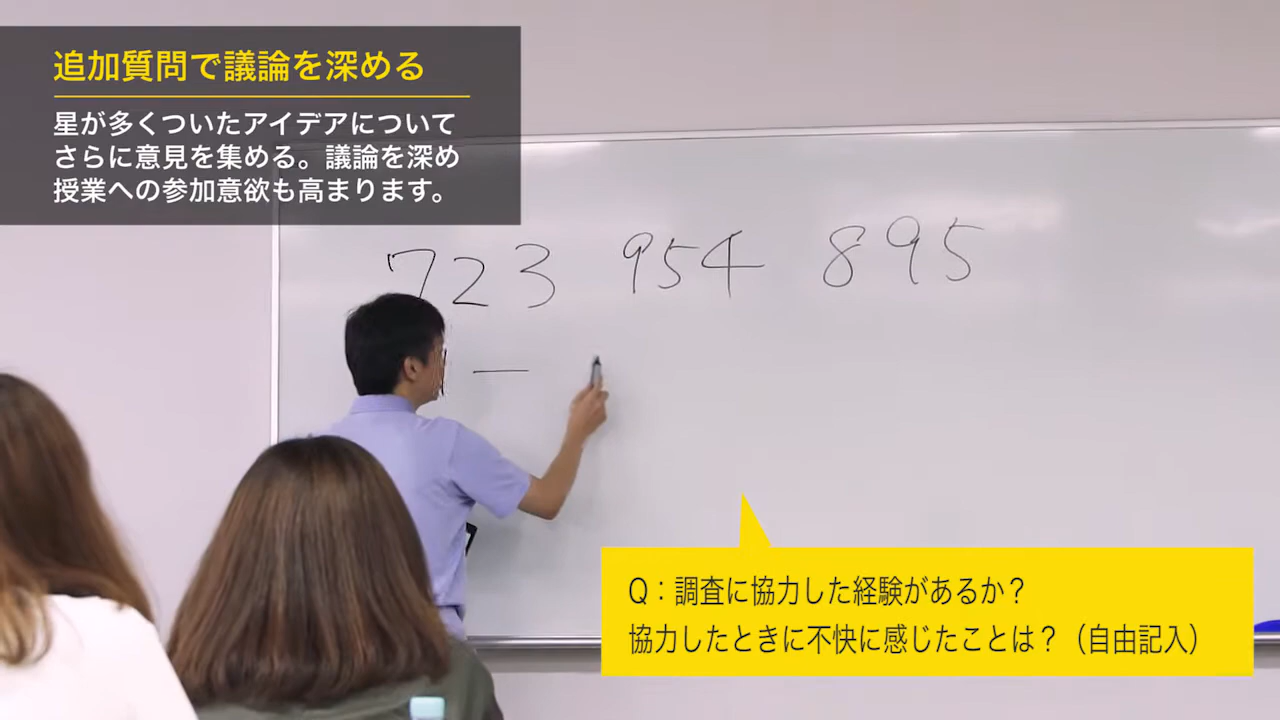 追加質問で議論を深める
星が多くついたアイデアについて
さらに意見を集める。議論を深め
授業への参加意欲も高まります。
723 954 895
1 —
Q：調査に協力した経験があるか？
協力したときに不快に感じたことは？（自由記入）